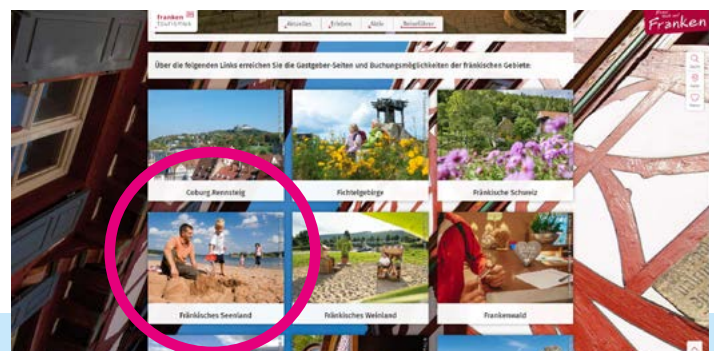 franken
tourismus
Aktuelles
Erleben
Aktiv
Reiseführer
Franken
Über die folgenden Links erreichen Sie die Gastgeber-Seiten und Buchungsmöglichkeiten der fränkischen Gebiete:
Coburg.Rennsteig
Fichtelgebirge
Fränkische Schweiz
Fränkisches Seenland
Fränkisches Weinland
Frankenwald